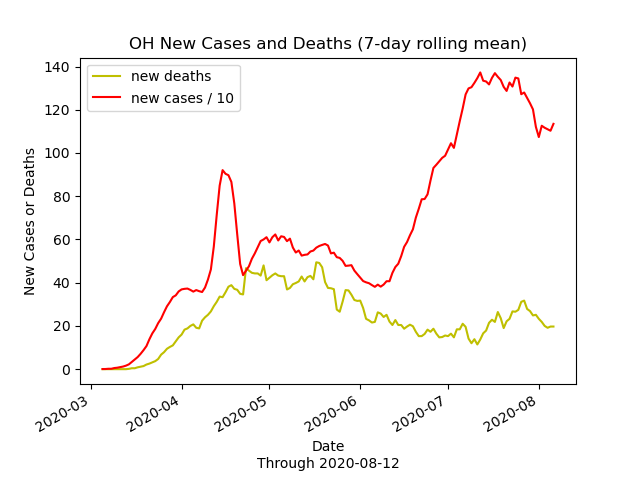 OH New Cases and Deaths (7-day rolling mean)
new deaths
new cases / 10
140
120
100
80
60
40
20
0
New Cases or Deaths
2020-03
2020-04
2020-05
2020-06
2020-07
2020-08
Date
Through 2020-08-12